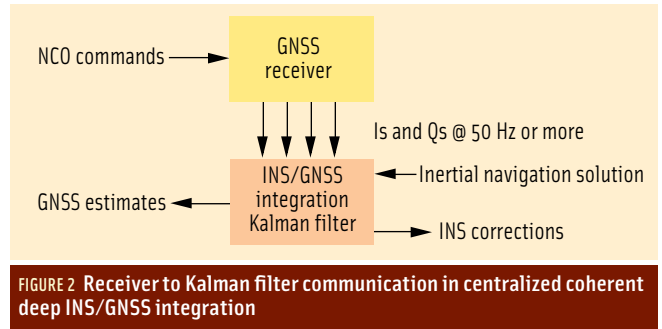 NCO commands
GNSS
receiver
Is and Qs @ 50 Hz or more
INS/GNSS
integration
Kalman filter
Inertial navigation solution
GNSS estimates
INS corrections
FIGURE 2 Receiver to Kalman filter communication in centralized coherent
deep INS/GNSS integration